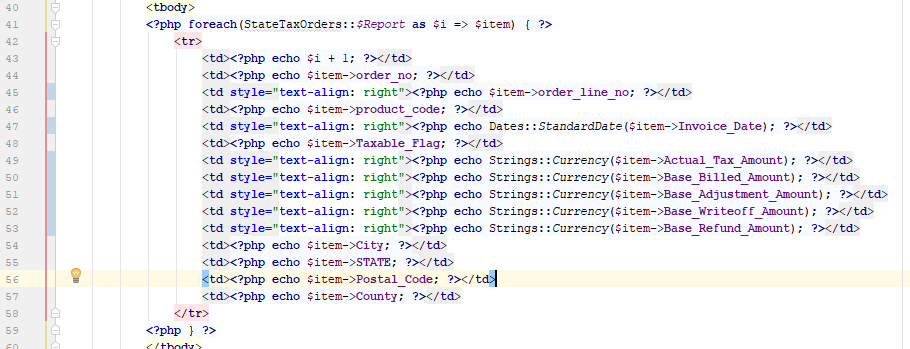 40 <tbody>
41 <?php foreach(StateTaxOrders::$Report as $i => $item) { ?>
42 <tr>
43 <td><?php echo $i + 1; ?></td>
44 <td><?php echo $item->order_no; ?></td>
45 <td style="text-align: right"><?php echo $item->order_line_no; ?></td>
46 <td><?php echo $item->product_code; ?></td>
47 <td style="text-align: right"><?php echo Dates::StandardDate($item->Invoice_Date); ?></td>
48 <td><?php echo $item->Taxable_Flag; ?></td>
49 <td style="text-align: right"><?php echo Strings::Currency($item->Actual_Tax_Amount); ?></td>
50 <td style="text-align: right"><?php echo Strings::Currency($item->Base_Billed_Amount); ?></td>
51 <td style="text-align: right"><?php echo Strings::Currency($item->Base_Adjustment_Amount); ?></td>
52 <td style="text-align: right"><?php echo Strings::Currency($item->Base_Writeoff_Amount); ?></td>
53 <td style="text-align: right"><?php echo Strings::Currency($item->Base_Refund_Amount); ?></td>
54 <td><?php echo $item->City; ?></td>
55 <td><?php echo $item->STATE; ?></td>
56 <td><?php echo $item->Postal_Code; ?></td>
57 <td><?php echo $item->County; ?></td>
58 </tr>
59 <?php } ?>
60 </tbody>